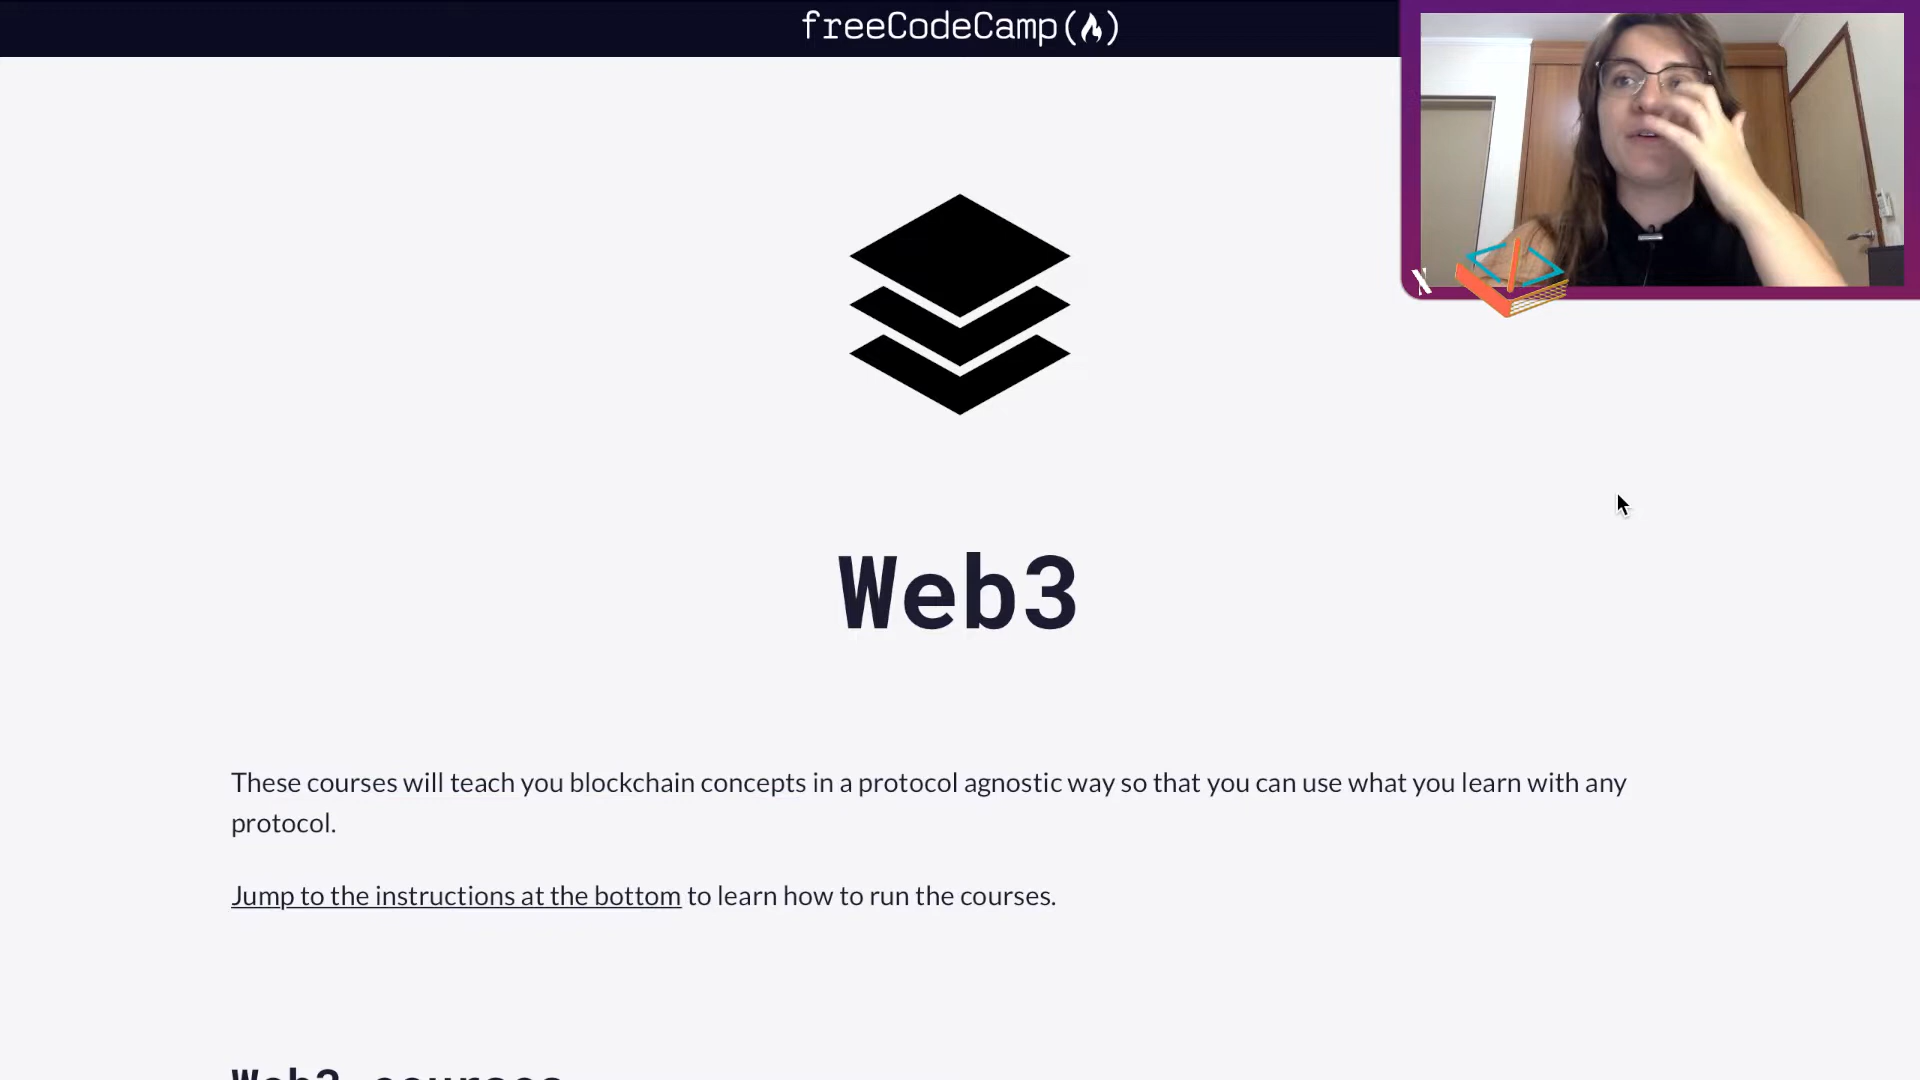 freeCodeCamp
Web3
These courses will teach you blockchain concepts in a protocol agnostic way so that you can use what you learn with any
protocol.
Jump to the instructions at the bottom to learn how to run the courses.
Web3 courses